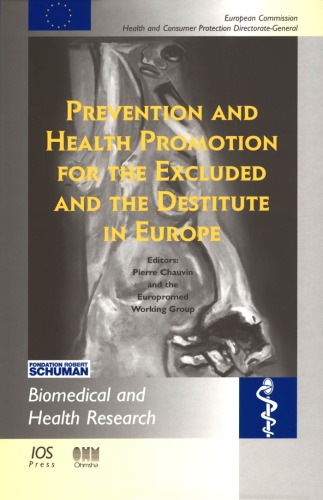 European Commission
Health and Consumer Protection Directorate-General
PREVENTION AND
HEALTH PROMOTION
FOR THE EXCLUDED
AND THE DESTITUTE
IN EUROPE
Editors:
Pierre Chauvin
and the
Europromed
Working Group
FONDATION ROBERT
SCHUMAN
Biomedical and
Health Research
IOS
Press
OHM
Ohmsha